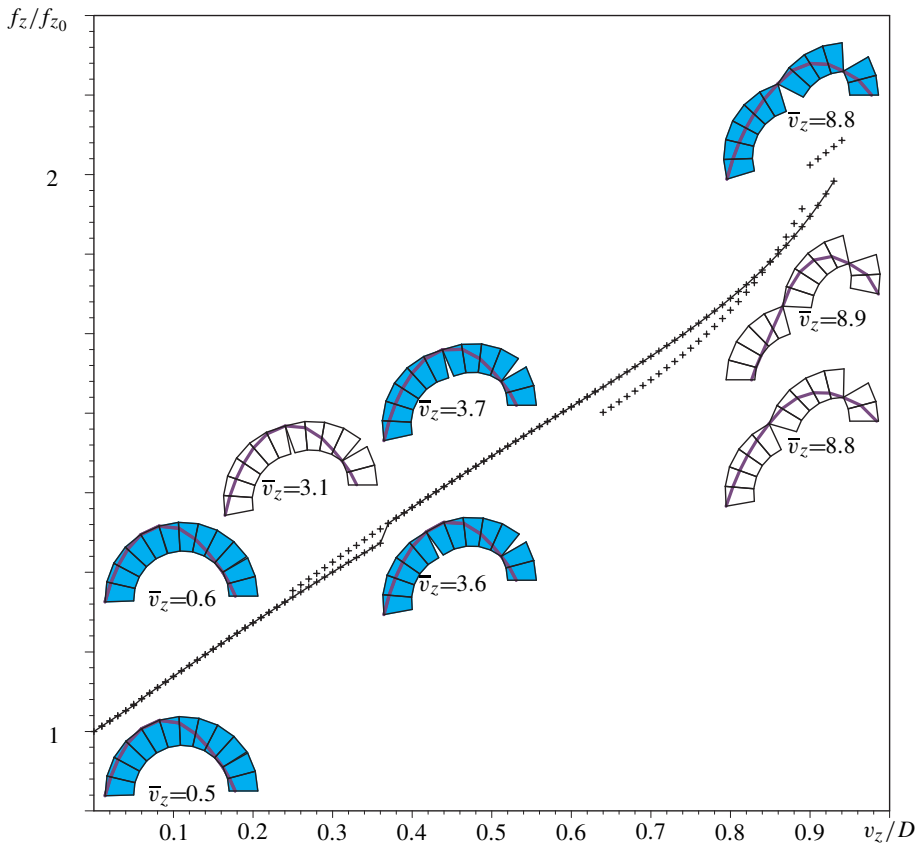 f_z/f_{z_0}
v̅_z=8.8
2
v̅_z=8.9
v̅_z=3.7
v̅_z=8.8
v̅_z=3.1
v̅_z=0.6
v̅_z=3.6
1
v̅_z=0.5
0.1 0.2 0.3 0.4 0.5 0.6 0.7 0.8 0.9 v_z/D